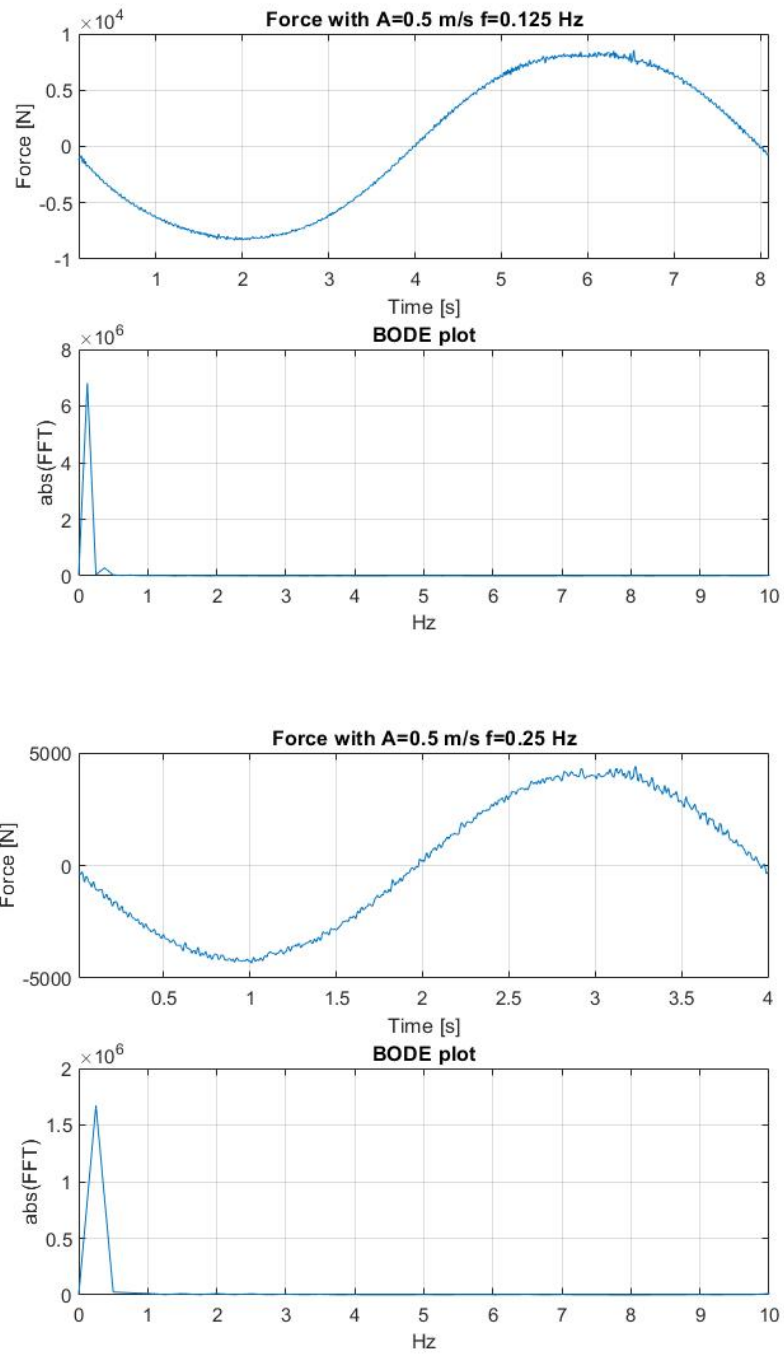 Force with A=0.5 m/s f=0.125 Hz
×10^4
1
0.5
0
-0.5
-1
Force [N]
1 2 3 4 5 6 7 8
Time [s]
BODE plot
×10^6
8
6
4
2
0
abs(FFT)
0 1 2 3 4 5 6 7 8 9 10
Hz
Force with A=0.5 m/s f=0.25 Hz
5000
0
-5000
Force [N]
0.5 1 1.5 2 2.5 3 3.5 4
Time [s]
BODE plot
×10^6
2
1.5
1
0.5
0
abs(FFT)
0 1 2 3 4 5 6 7 8 9 10
Hz